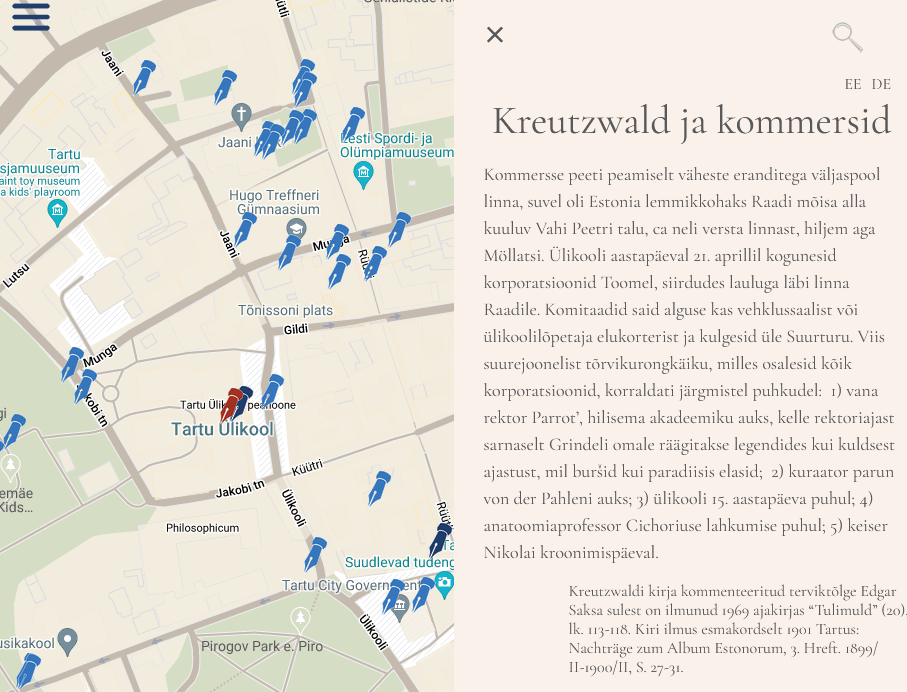 Jaani
Jaani
Tartu
sjamuuseum
aint toy museum
a kids' playroom
Eesti Spordi- ja
Olümpiamuuseum
Hugo Treffneri
Gümnaasium
Jaani
Munga
Lutsu
Tõnissoni plats
Gildi
Munga
Tartu Ülikooli peahoone
Tartu Ülikool
Küütri
Jakobi tn
Ülikooli
emäe
Kids...
Philosophicum
Suudlevad tudeng
Tartu City Government
Ülikooli
usikakool
Pirogov Park e. Piro
EE DE
Kreutzwald ja kommersid
Kommersse peeti peamiselt väheste eranditega väljaspool
linna, suvel oli Estonia lemmikkohaks Raadi mõisa alla
kuuluv Vahi Peetri talu, ca neli versta linnast, hiljem aga
Möllatsi. Ülikooli aastapäeval 21. aprillil kogunesid
korporatsioonid Toomel, siirdudes lauluga läbi linna
Raadile. Komitaadid said alguse kas vehklussaalist või
ülikoolilõpetaja elukorterist ja kulgesid üle Suurturu. Viis
suurejoonelist tõrvikurongkäiku, milles osalesid kõik
korporatsioonid, korraldati järgmistel puhkudel:  1) vana
rektor Parrot’, hilisema akadeemiku auks, kelle rektoriajast
sarnaselt Grindeli omale räägitakse legendides kui kuldsest
ajastust, mil buršid kui paradiisis elasid;  2) kuraator parun
von der Pahleni auks; 3) ülikooli 15. aastapäeva puhul; 4)
anatoomiaprofessor Cichoriuse lahkumise puhul; 5) keiser
Nikolai kroonimispäeval.
Kreutzwaldi kirja kommenteeritud terviktõlge Edgar
Saksa sulest on ilmunud 1969 ajakirjas “Tulimuld” (20),
lk. 113-118. Kiri ilmus esmakordselt 1901 Tartus:
Nachträge zum Album Estonorum, 3. Hreft. 1899/
II-1900/II, S. 27-31.